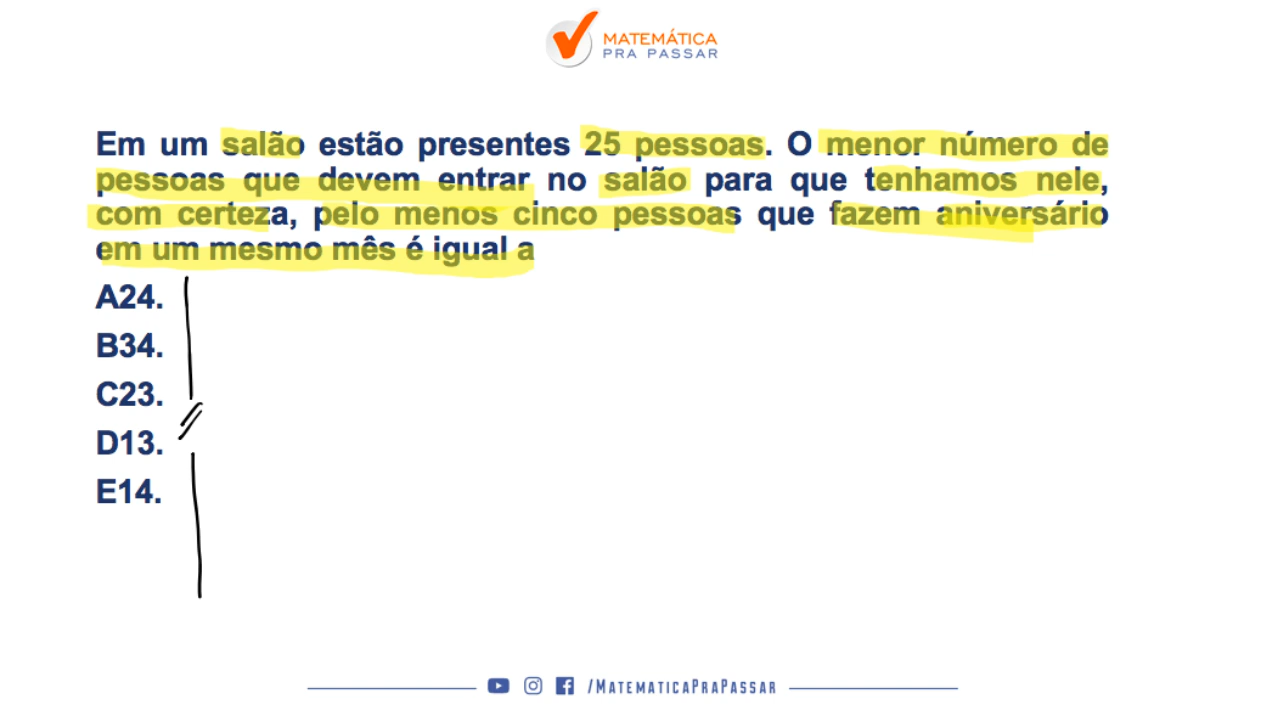 MATEMÁTICA
PRA PASSAR
Em um salão estão presentes 25 pessoas. O menor número de
pessoas que devem entrar no salão para que tenhamos nele,
com certeza, pelo menos cinco pessoas que fazem aniversário
em um mesmo mês é igual a
A24.
B34.
C23.
D13.
E14.
/MATEMATICAPRAPASSAR